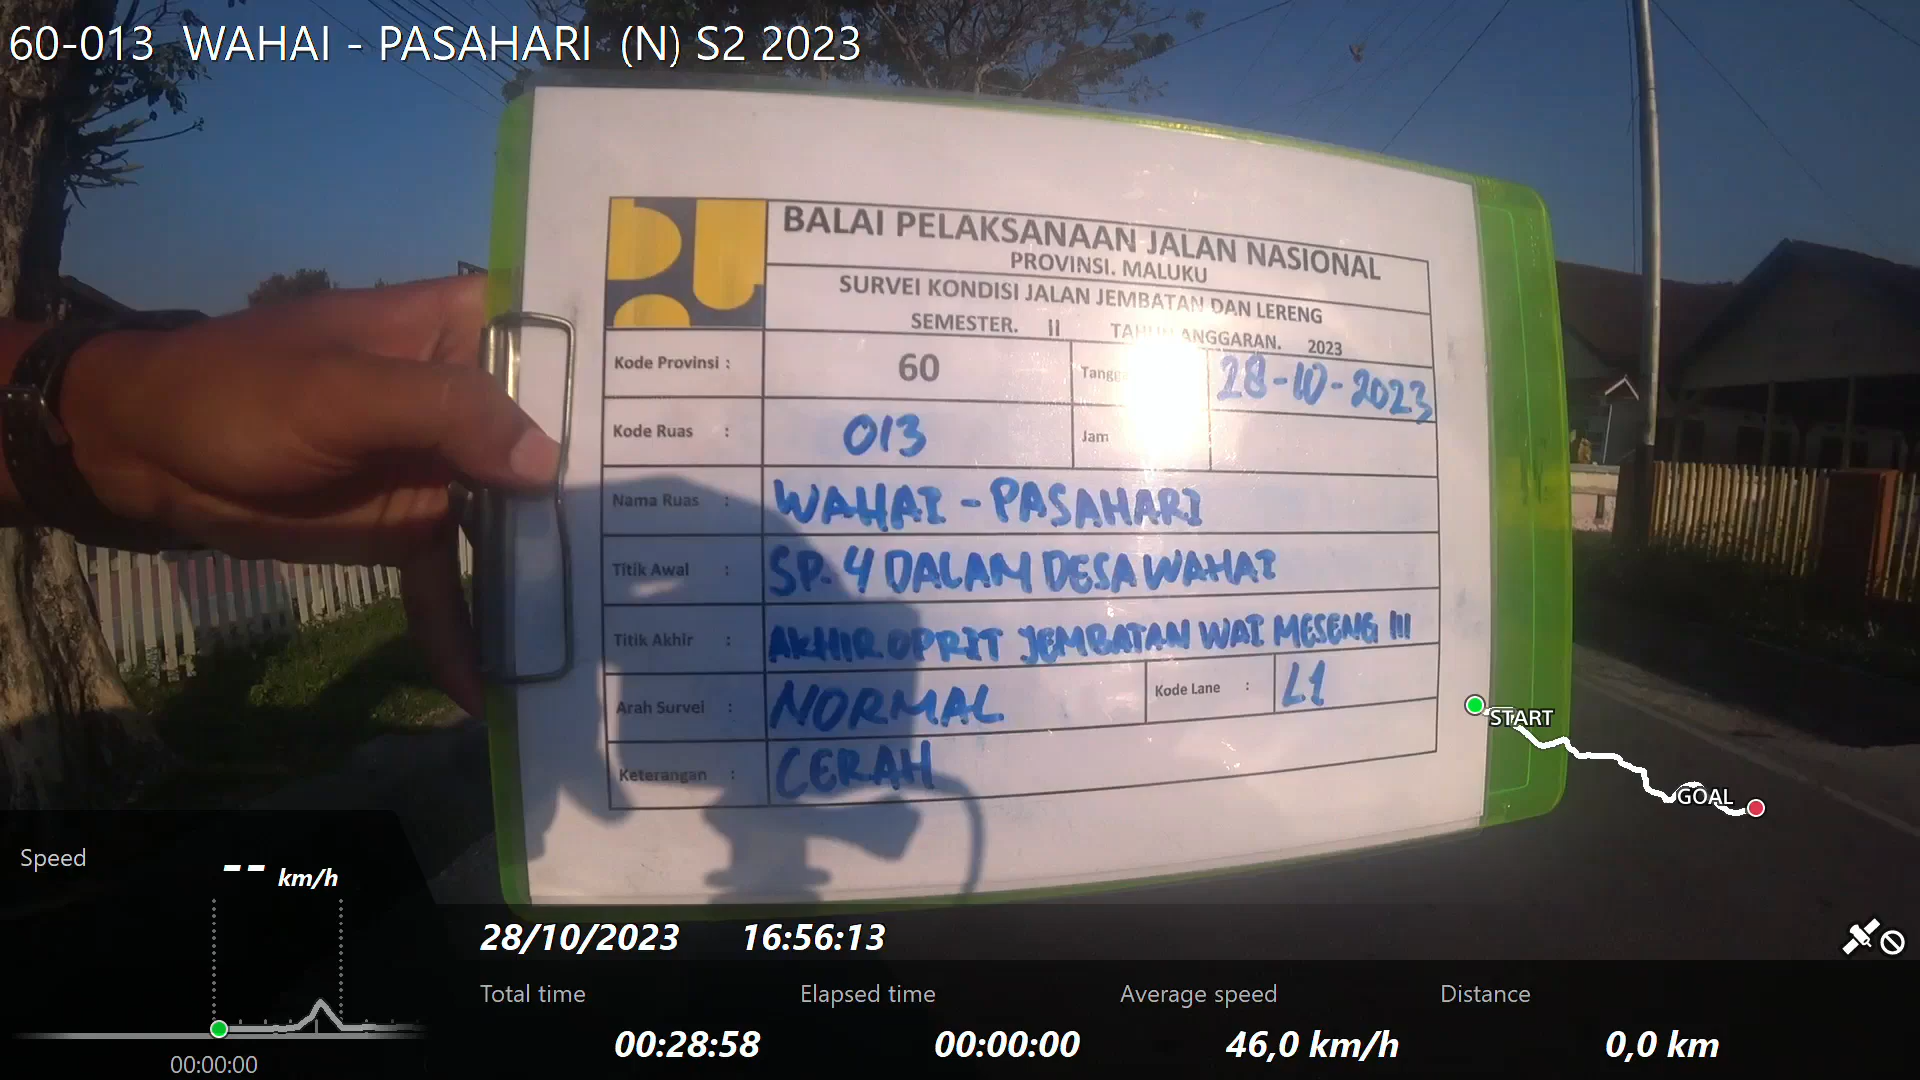 60-013 WAHAI - PASAHARI (N) S2 2023
BALAI PELAKSANAAN JALAN NASIONAL
PROVINSI. MALUKU
SURVEI KONDISI JALAN JEMBATAN DAN LERENG
SEMESTER. II TAHUN ANGGARAN. 2023
Kode Provinsi : 60 28-10-2023
Kode Ruas : 013 Jam
Nama Ruas : WAHAI - PASAHARI
Titik Awal : SP. 4 DALAM DESA WAHAI
Titik Akhir : AKHIR OPRIT JEMBATAN WAI MESENG III
Arah Survei : NORMAL Kode Lane : L1
Keterangan : CERAH
START
GOAL
Speed
-- km/h
00:00:00
28/10/2023 16:56:13
Total time Elapsed time Average speed Distance
00:28:58 00:00:00 46,0 km/h 0,0 km